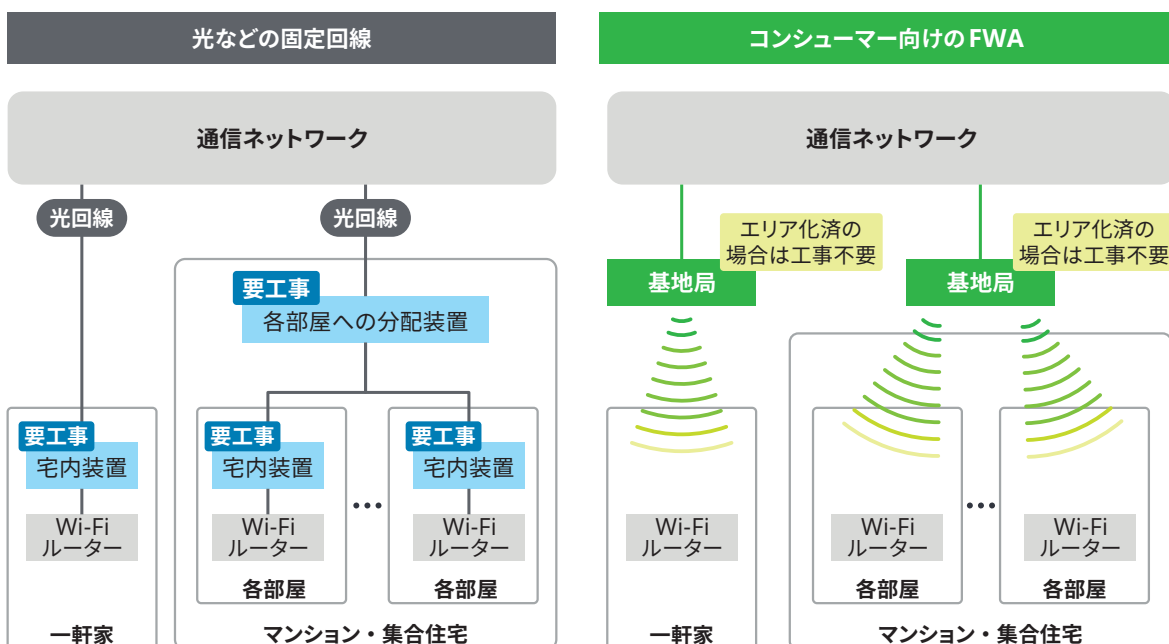 光などの固定回線
通信ネットワーク
光回線
光回線
要工事
各部屋への分配装置
要工事
宅内装置
要工事
宅内装置
要工事
宅内装置
Wi-Fi
ルーター
Wi-Fi
ルーター
…
Wi-Fi
ルーター
各部屋
各部屋
一軒家
マンション・集合住宅
コンシューマー向けのFWA
通信ネットワーク
エリア化済の
場合は工事不要
エリア化済の
場合は工事不要
基地局
基地局
Wi-Fi
ルーター
Wi-Fi
ルーター
…
Wi-Fi
ルーター
各部屋
各部屋
一軒家
マンション・集合住宅